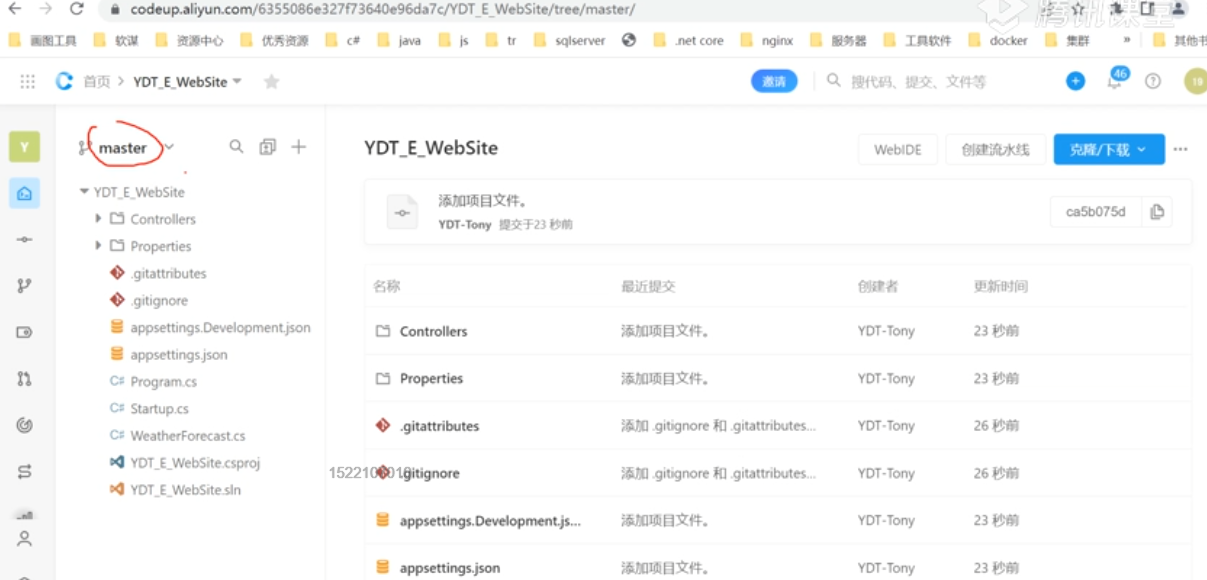 codeup.aliyun.com/6355086e327f73640e96da7c/YDT_E_WebSite/tree/master/
腾讯课堂
画图工具 软谋 资源中心 优秀资源 c# java js tr sqlserver .net core nginx 服务器 工具软件 docker 集群 » 其他书
首页 > YDT_E_WebSite 邀请 搜代码、提交、文件等 46 ? 19
Y master YDT_E_WebSite WebIDE 创建流水线 克隆/下载 ...
YDT_E_WebSite
添加项目文件。
Controllers
YDT-Tony 提交于23 秒前
ca5b075d
Properties
.gitattributes
.gitignore
appsettings.Development.json
appsettings.json
Program.cs
Startup.cs
WeatherForecast.cs
YDT_E_WebSite.csproj
YDT_E_WebSite.sln
名称 最近提交 创建者 更新时间
Controllers 添加项目文件。 YDT-Tony 23 秒前
Properties 添加项目文件。 YDT-Tony 23 秒前
.gitattributes 添加 .gitignore 和 .gitattributes... YDT-Tony 26 秒前
.gitignore 添加 .gitignore 和 .gitattributes... YDT-Tony 26 秒前
appsettings.Development.js... 添加项目文件。 YDT-Tony 23 秒前
appsettings.json 添加项目文件。 YDT-Tony 23 秒前